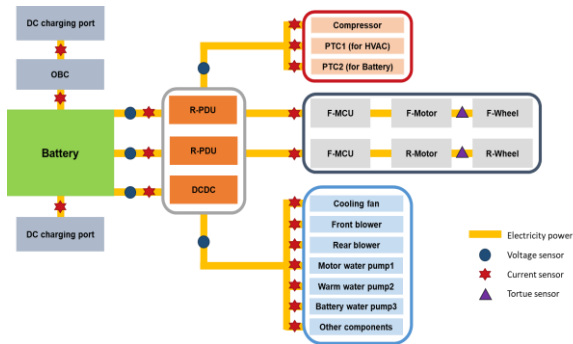 DC charging port
OBC
Battery
DC charging port
R-PDU
R-PDU
DCDC
Compressor
PTC1 (for HVAC)
PTC2 (for Battery)
F-MCU
F-Motor
F-Wheel
F-MCU
R-Motor
R-Wheel
Cooling fan
Front blower
Rear blower
Motor water pump1
Warm water pump2
Battery water pump3
Other components
Electricity power
Voltage sensor
Current sensor
Tortue sensor